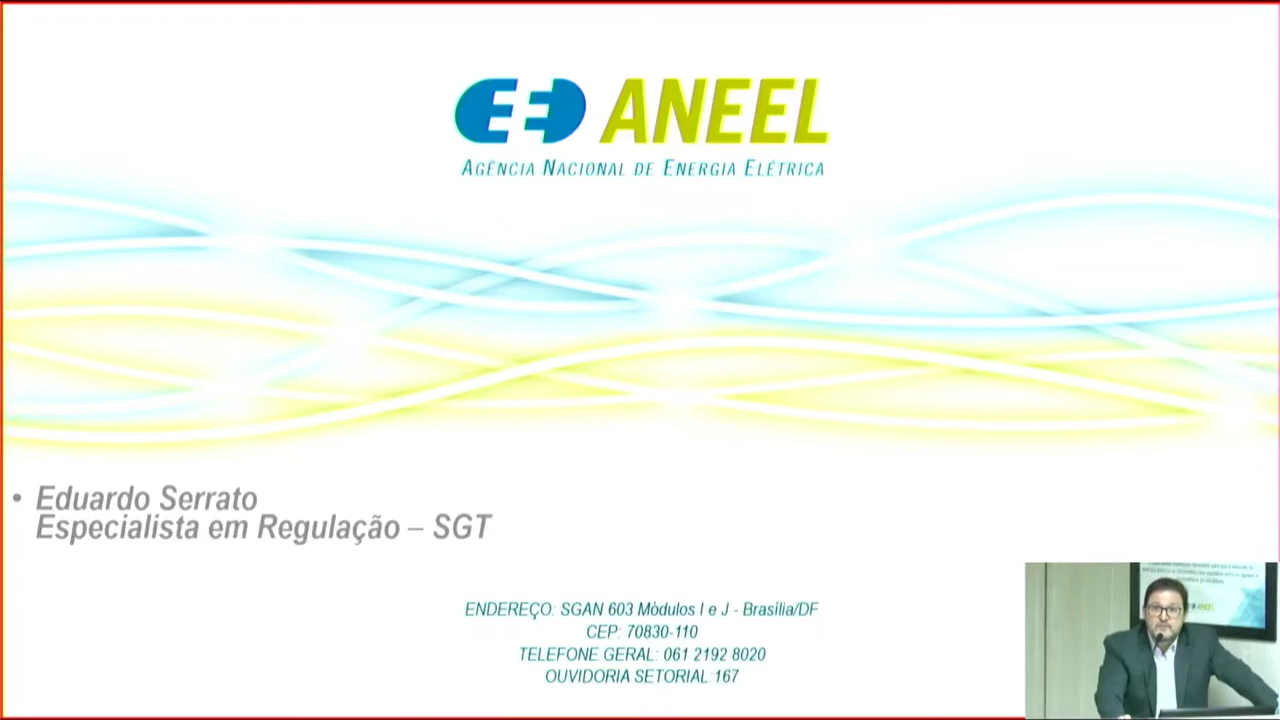 ANEEL
AGÊNCIA NACIONAL DE ENERGIA ELÉTRICA
• Eduardo Serrato
Especialista em Regulação – SGT
ENDEREÇO: SGAN 603 Módulos I e J - Brasília/DF
CEP: 70830-110
TELEFONE GERAL: 061 2192 8020
OUVIDORIA SETORIAL:167
ANEEL